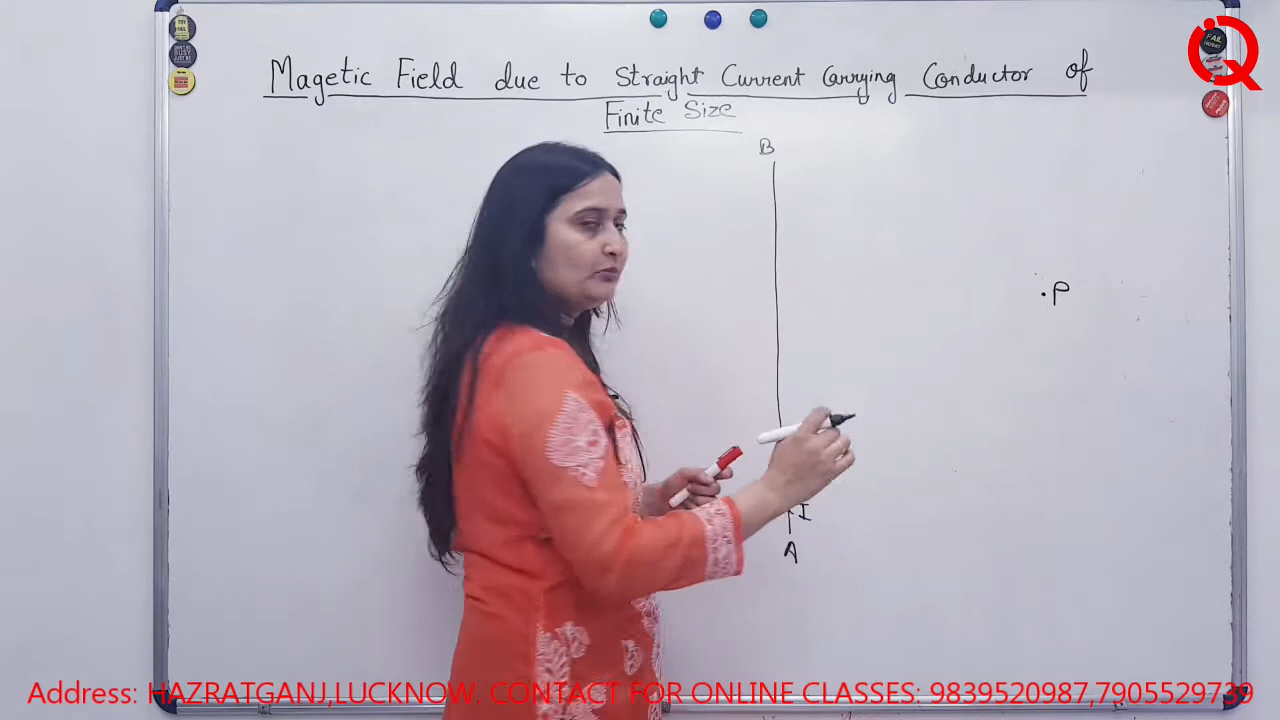 Magetic Field due to Straight Current Carrying Conductor of
Finite Size
B
.P
I
A
Address: HAZRATGANJ,LUCKNOW. CONTACT FOR ONLINE CLASSES: 9839520987,7905529739